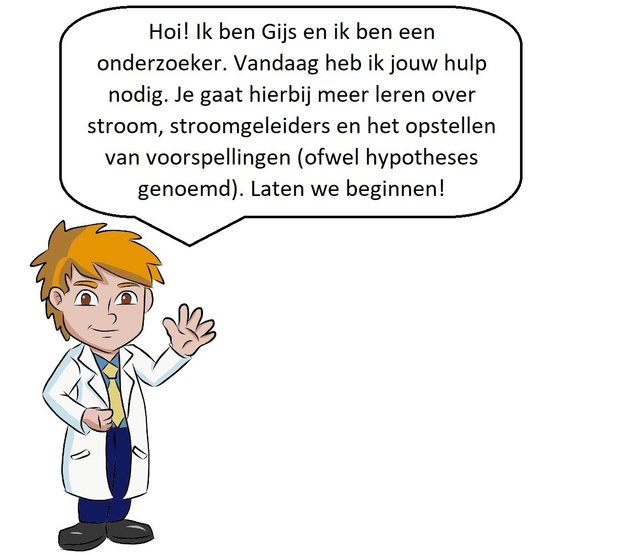 Hoi! Ik ben Gijs en ik ben een
onderzoeker. Vandaag heb ik jouw hulp
nodig. Je gaat hierbij meer leren over
stroom, stroomgeleiders en het opstellen
van voorspellingen (ofwel hypotheses
genoemd). Laten we beginnen!